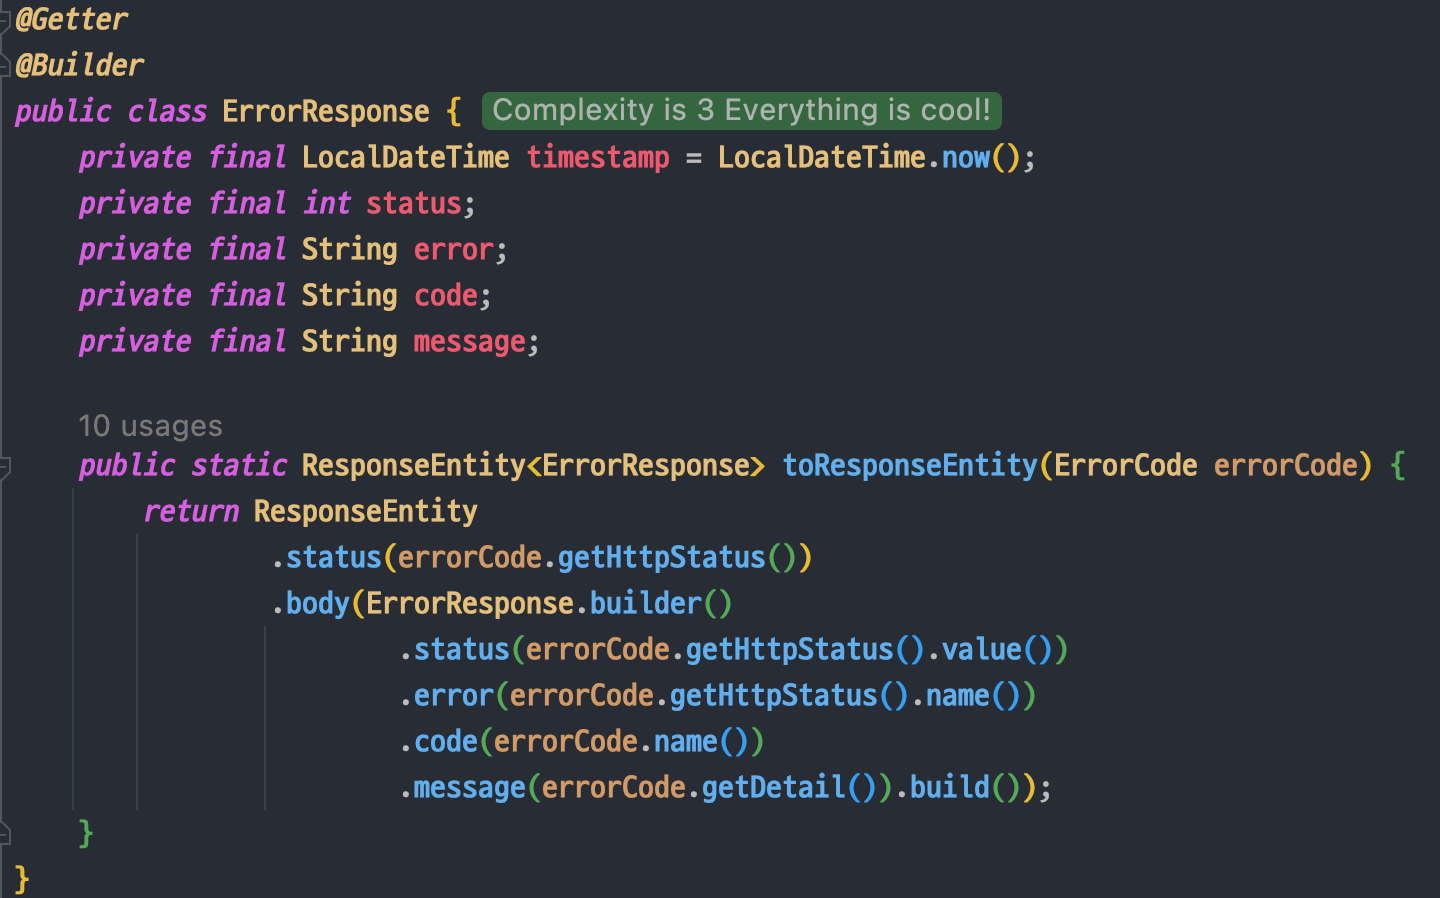 @Getter
@Builder
public class ErrorResponse { Complexity is 3 Everything is cool!
private final LocalDateTime timestamp = LocalDateTime.now();
private final int status;
private final String error;
private final String code;
private final String message;
10 usages
public static ResponseEntity<ErrorResponse> toResponseEntity(ErrorCode errorCode) {
return ResponseEntity
.status(errorCode.getHttpStatus())
.body(ErrorResponse.builder()
.status(errorCode.getHttpStatus().value())
.error(errorCode.getHttpStatus().name())
.code(errorCode.name())
.message(errorCode.getDetail()).build());
}
}